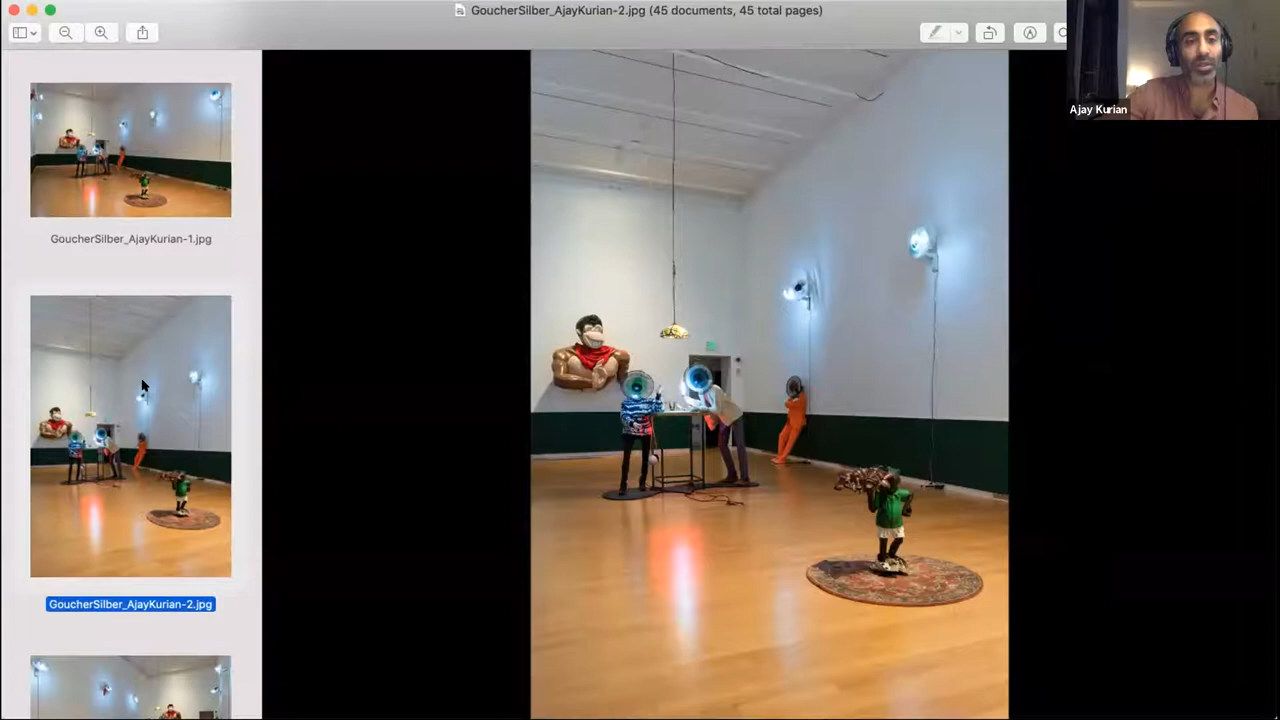 GoucherSilber_AjayKurian-2.jpg (45 documents, 45 total pages)
Ajay Kurian
GoucherSilber_AjayKurian-1.jpg
GoucherSilber_AjayKurian-2.jpg